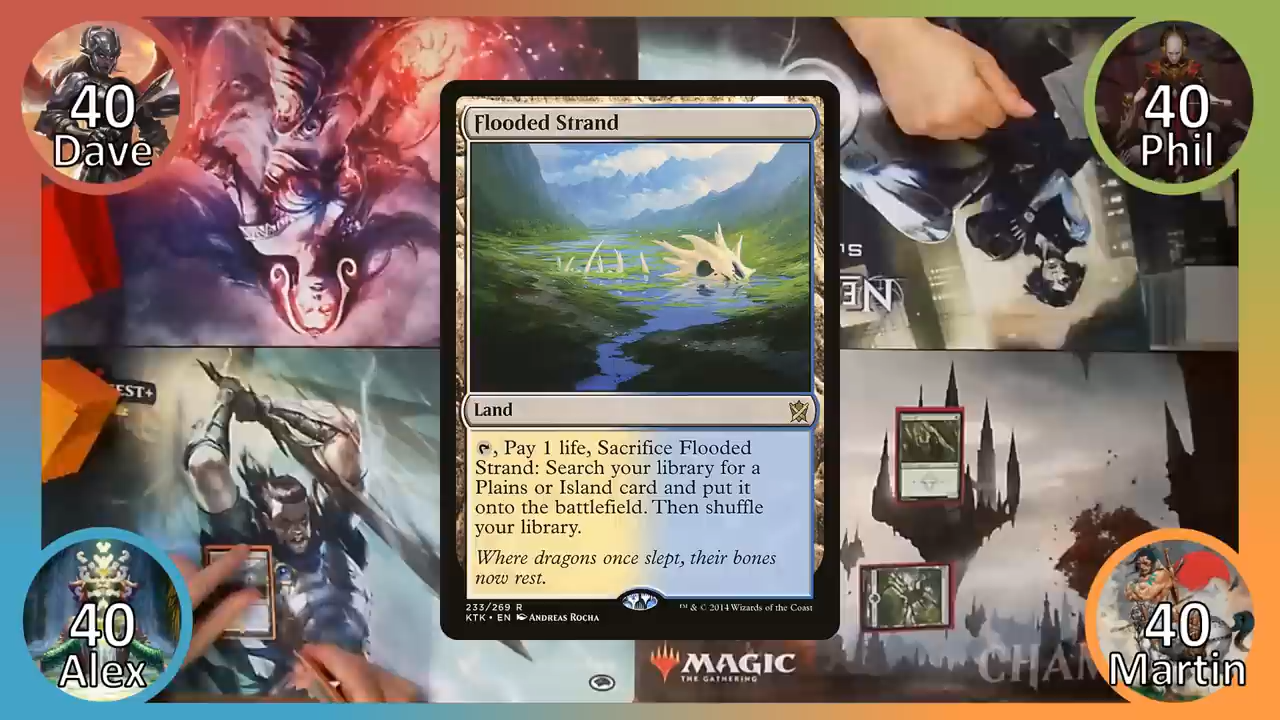 40
Dave
40
Phil
Flooded Strand
Land
, Pay 1 life, Sacrifice Flooded
Strand: Search your library for a
Plains or Island card and put it
onto the battlefield. Then shuffle
your library.
Where dragons once slept, their bones
now rest.
233/269 R
KTK • EN ANDREAS ROCHA
™ & © 2014 Wizards of the Coast
EST+
NE
40
Alex
MAGIC
THE GATHERING
CHAM
40
Martin